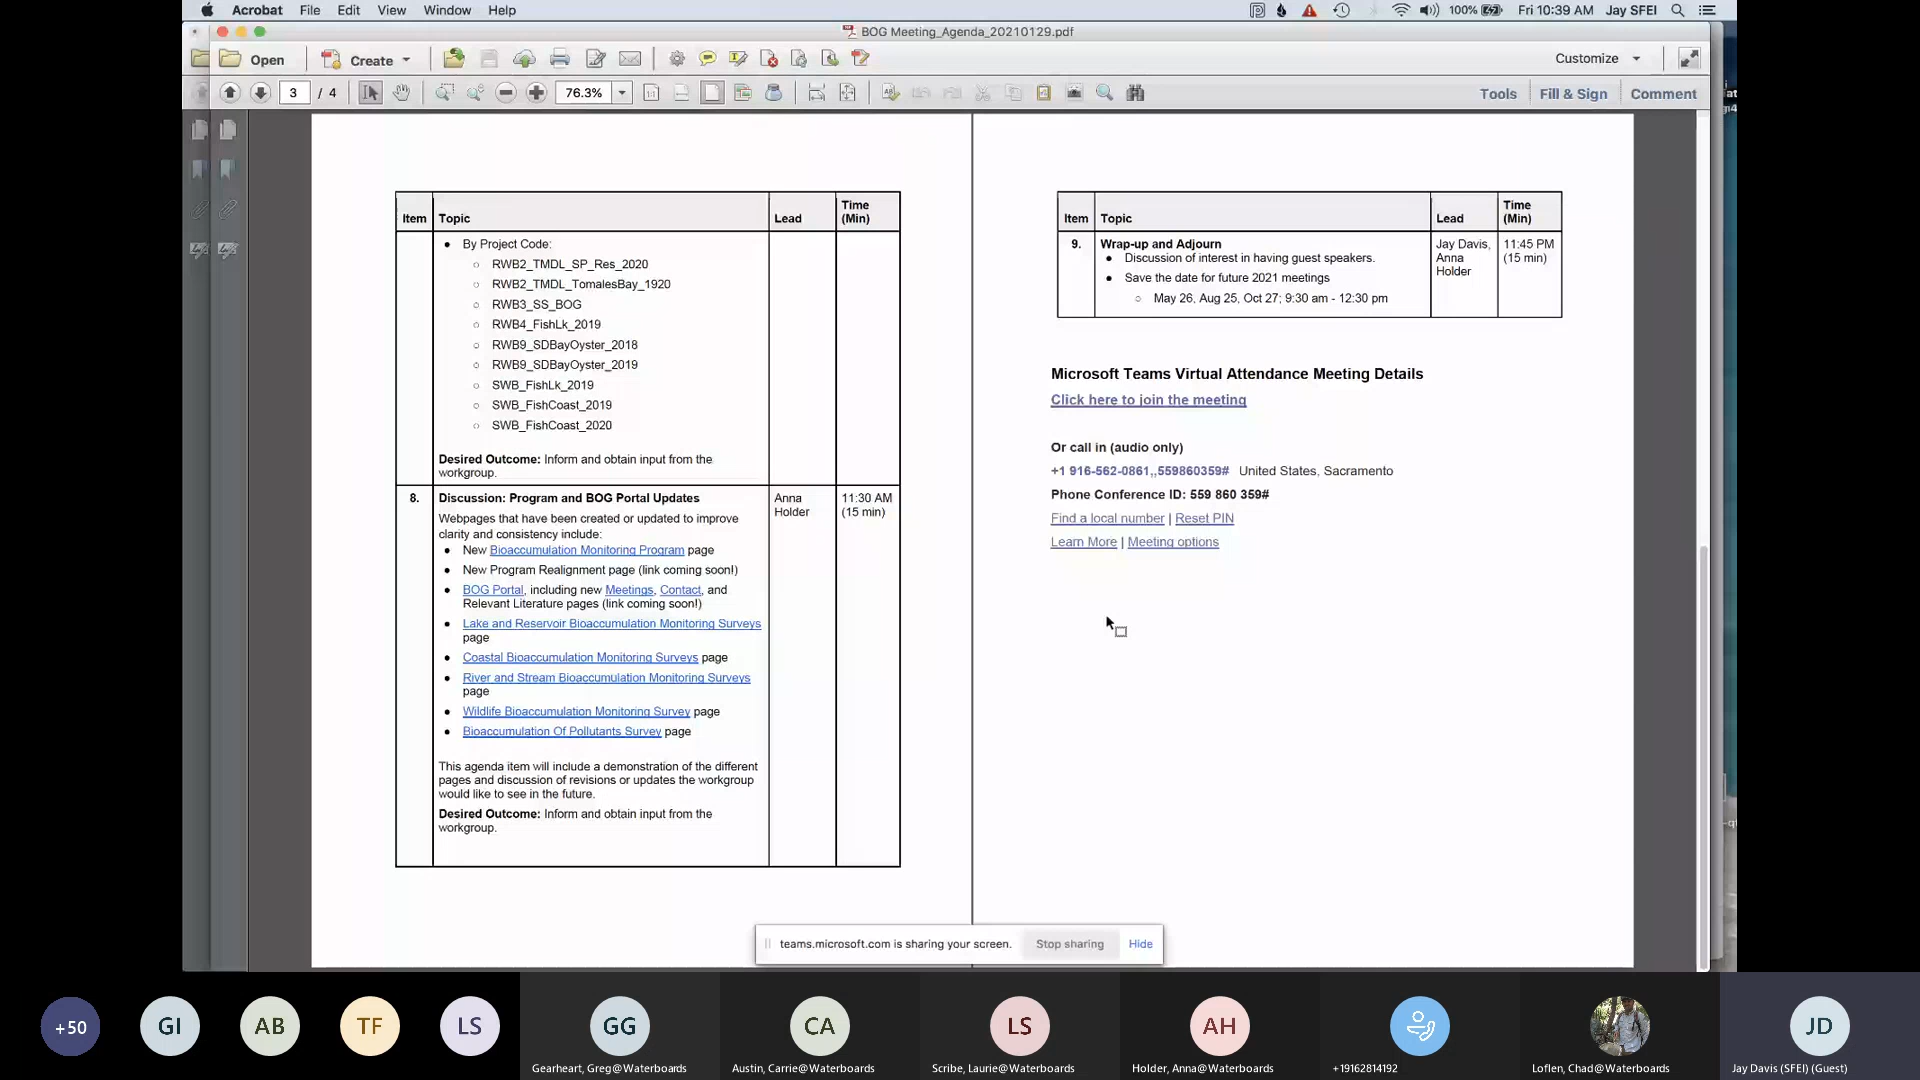 Acrobat File Edit View Window Help
100% Fri 10:39 AM Jay SFEI
BOG Meeting_Agenda_20210129.pdf
Open Create Customize
3 / 4 76.3% Tools Fill & Sign Comment
Item Topic Lead Time (Min)
• By Project Code:
○ RWB2_TMDL_SP_Res_2020
○ RWB2_TMDL_TomalesBay_1920
○ RWB3_SS_BOG
○ RWB4_FishLk_2019
○ RWB9_SDBayOyster_2018
○ RWB9_SDBayOyster_2019
○ SWB_FishLk_2019
○ SWB_FishCoast_2019
○ SWB_FishCoast_2020
Desired Outcome: Inform and obtain input from the
workgroup.
8. Discussion: Program and BOG Portal Updates
Webpages that have been created or updated to improve
clarity and consistency include:
• New Bioaccumulation Monitoring Program page
• New Program Realignment page (link coming soon!)
• BOG Portal, including new Meetings, Contact, and
Relevant Literature pages (link coming soon!)
• Lake and Reservoir Bioaccumulation Monitoring Surveys
page
• Coastal Bioaccumulation Monitoring Surveys page
• River and Stream Bioaccumulation Monitoring Surveys
page
• Wildlife Bioaccumulation Monitoring Survey page
• Bioaccumulation Of Pollutants Survey page
This agenda item will include a demonstration of the different
pages and discussion of revisions or updates the workgroup
would like to see in the future.
Desired Outcome: Inform and obtain input from the
workgroup.
Anna
Holder
11:30 AM
(15 min)
Item Topic Lead Time (Min)
9. Wrap-up and Adjourn
• Discussion of interest in having guest speakers.
• Save the date for future 2021 meetings
○ May 26, Aug 25, Oct 27; 9:30 am - 12:30 pm
Jay Davis,
Anna
Holder
11:45 PM
(15 min)
Microsoft Teams Virtual Attendance Meeting Details
Click here to join the meeting
Or call in (audio only)
+1 916-562-0861,,559860359# United States, Sacramento
Phone Conference ID: 559 860 359#
Find a local number | Reset PIN
Learn More | Meeting options
teams.microsoft.com is sharing your screen. Stop sharing Hide
+50 GI AB TF LS GG CA LS AH JD
Gearheart, Greg@Waterboards
Austin, Carrie@Waterboards
Scribe, Laurie@Waterboards
Holder, Anna@Waterboards
+19162814192
Loflen, Chad@Waterboards
Jay Davis (SFEI) (Guest)